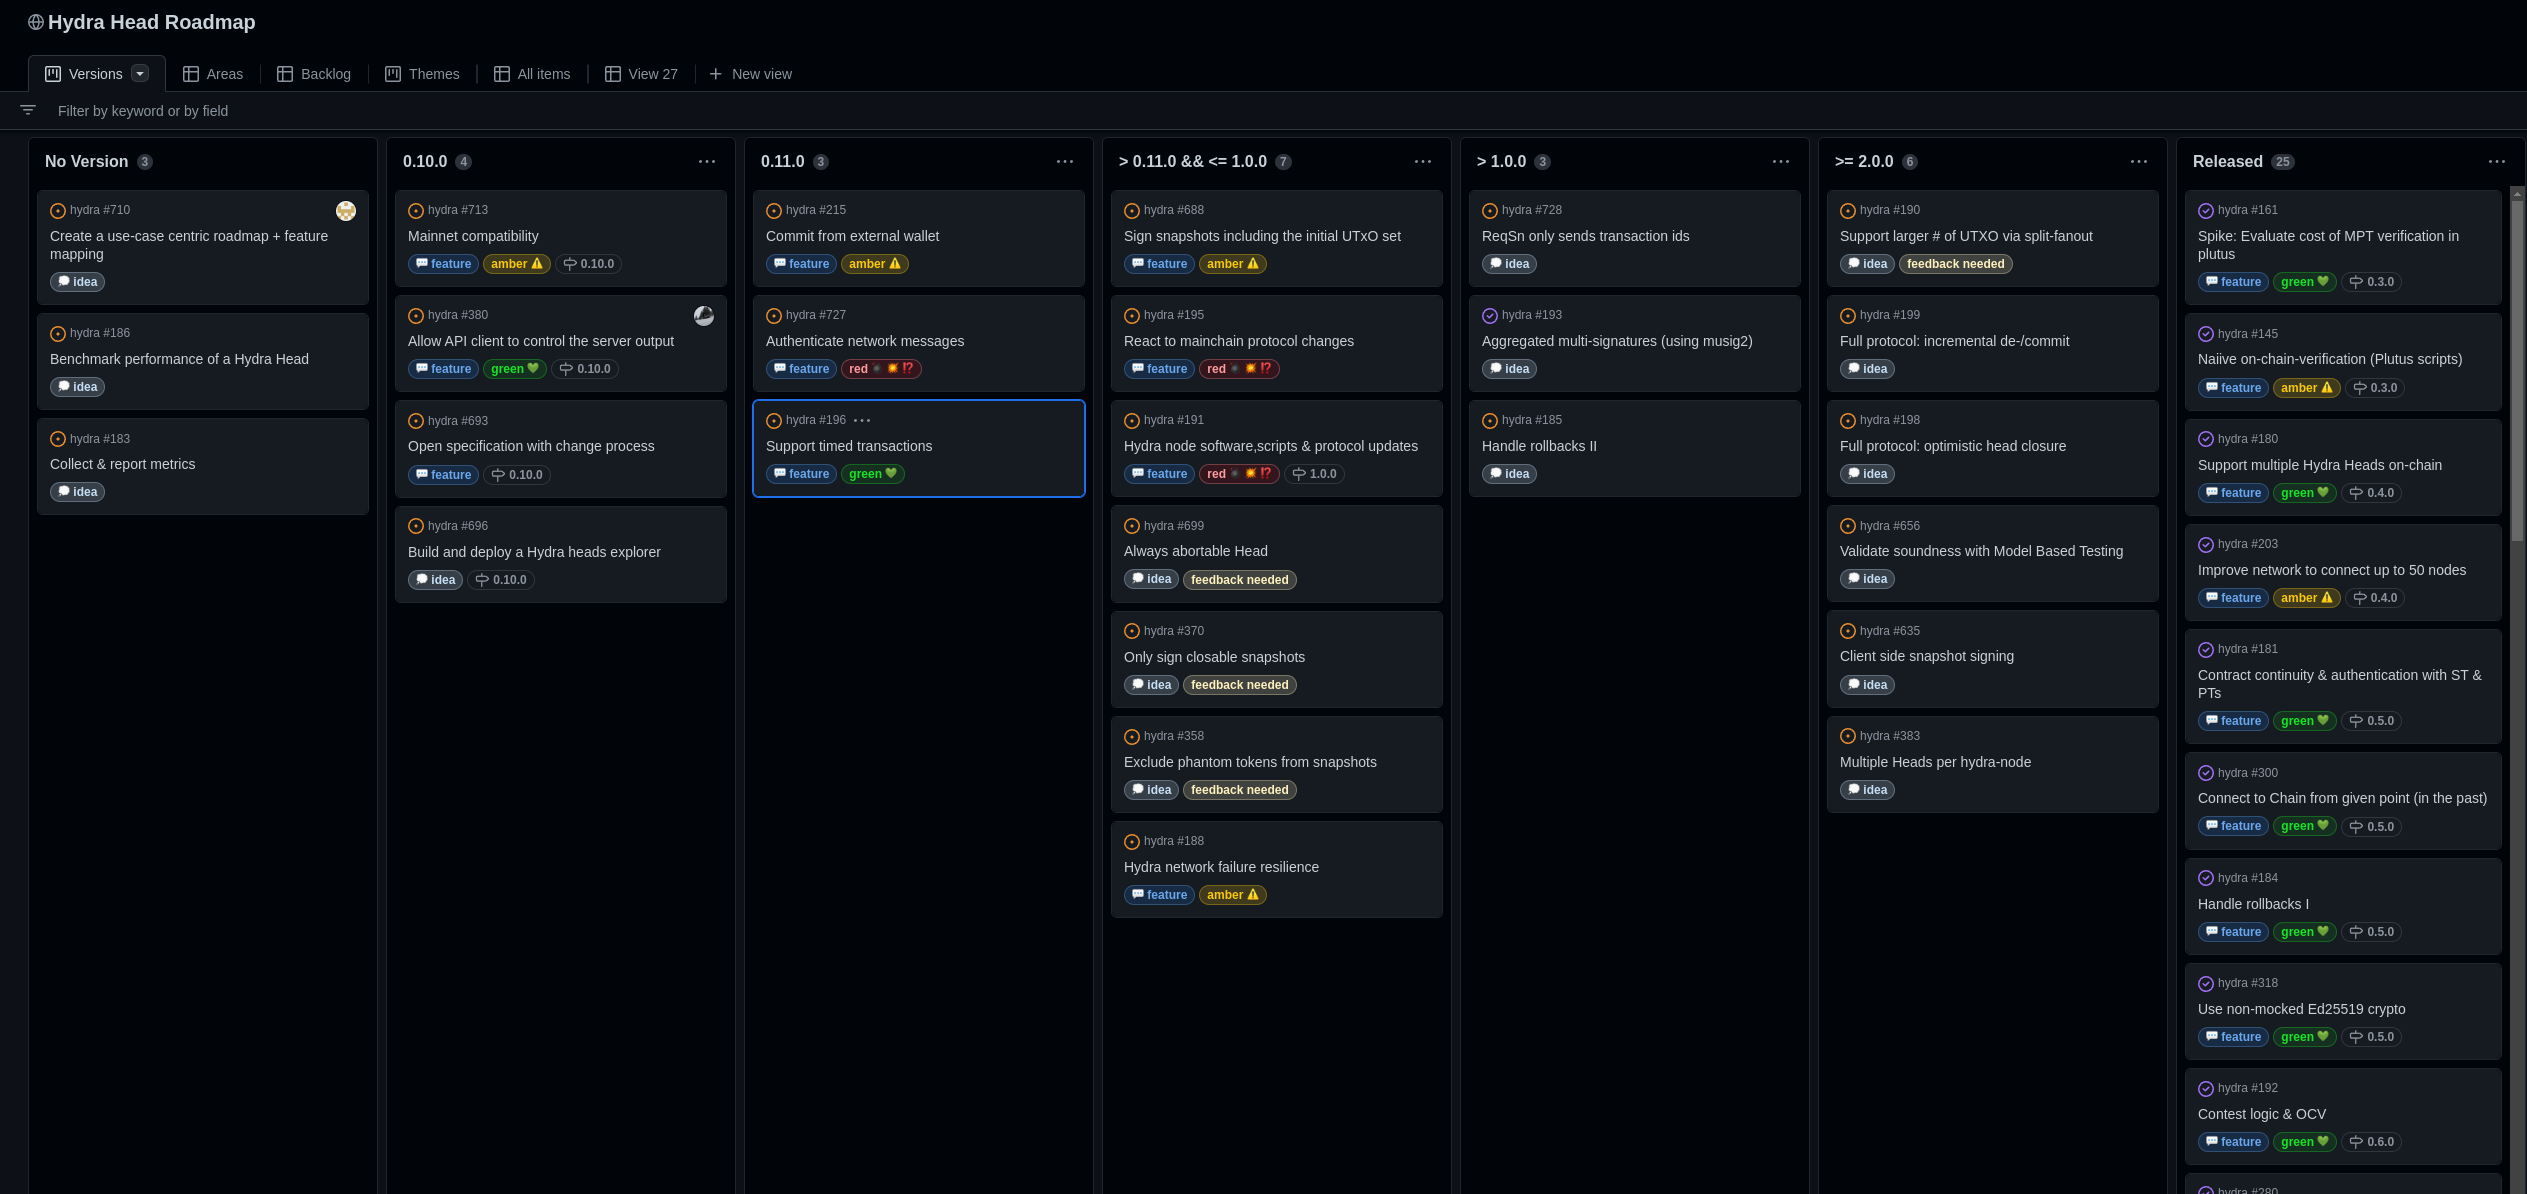 Hydra Head Roadmap
Versions
Areas
Backlog
Themes
All items
View 27
New view
Filter by keyword or by field
No Version 3
hydra #710
Create a use-case centric roadmap + feature
mapping
idea
hydra #186
Benchmark performance of a Hydra Head
idea
hydra #183
Collect & report metrics
idea
0.10.0 4
hydra #713
Mainnet compatibility
feature amber 0.10.0
hydra #380
Allow API client to control the server output
feature green 0.10.0
hydra #693
Open specification with change process
feature 0.10.0
hydra #696
Build and deploy a Hydra heads explorer
idea 0.10.0
0.11.0 3
hydra #215
Commit from external wallet
feature amber
hydra #727
Authenticate network messages
feature red
hydra #196
Support timed transactions
feature green
> 0.11.0 && <= 1.0.0 7
hydra #688
Sign snapshots including the initial UTxO set
feature amber
hydra #195
React to mainchain protocol changes
feature red
hydra #191
Hydra node software,scripts & protocol updates
feature red 1.0.0
hydra #699
Always abortable Head
idea feedback needed
hydra #370
Only sign closable snapshots
idea feedback needed
hydra #358
Exclude phantom tokens from snapshots
idea feedback needed
hydra #188
Hydra network failure resilience
feature amber
> 1.0.0 3
hydra #728
ReqSn only sends transaction ids
idea
hydra #193
Aggregated multi-signatures (using musig2)
idea
hydra #185
Handle rollbacks II
idea
>= 2.0.0 6
hydra #190
Support larger # of UTXO via split-fanout
idea feedback needed
hydra #199
Full protocol: incremental de-/commit
idea
hydra #198
Full protocol: optimistic head closure
idea
hydra #656
Validate soundness with Model Based Testing
idea
hydra #635
Client side snapshot signing
idea
hydra #383
Multiple Heads per hydra-node
idea
Released 25
hydra #161
Spike: Evaluate cost of MPT verification in
plutus
feature green 0.3.0
hydra #145
Naiive on-chain-verification (Plutus scripts)
feature amber 0.3.0
hydra #180
Support multiple Hydra Heads on-chain
feature green 0.4.0
hydra #203
Improve network to connect up to 50 nodes
feature amber 0.4.0
hydra #181
Contract continuity & authentication with ST &
PTs
feature green 0.5.0
hydra #300
Connect to Chain from given point (in the past)
feature green 0.5.0
hydra #184
Handle rollbacks I
feature green 0.5.0
hydra #318
Use non-mocked Ed25519 crypto
feature green 0.5.0
hydra #192
Contest logic & OCV
feature green 0.6.0
hydra #280